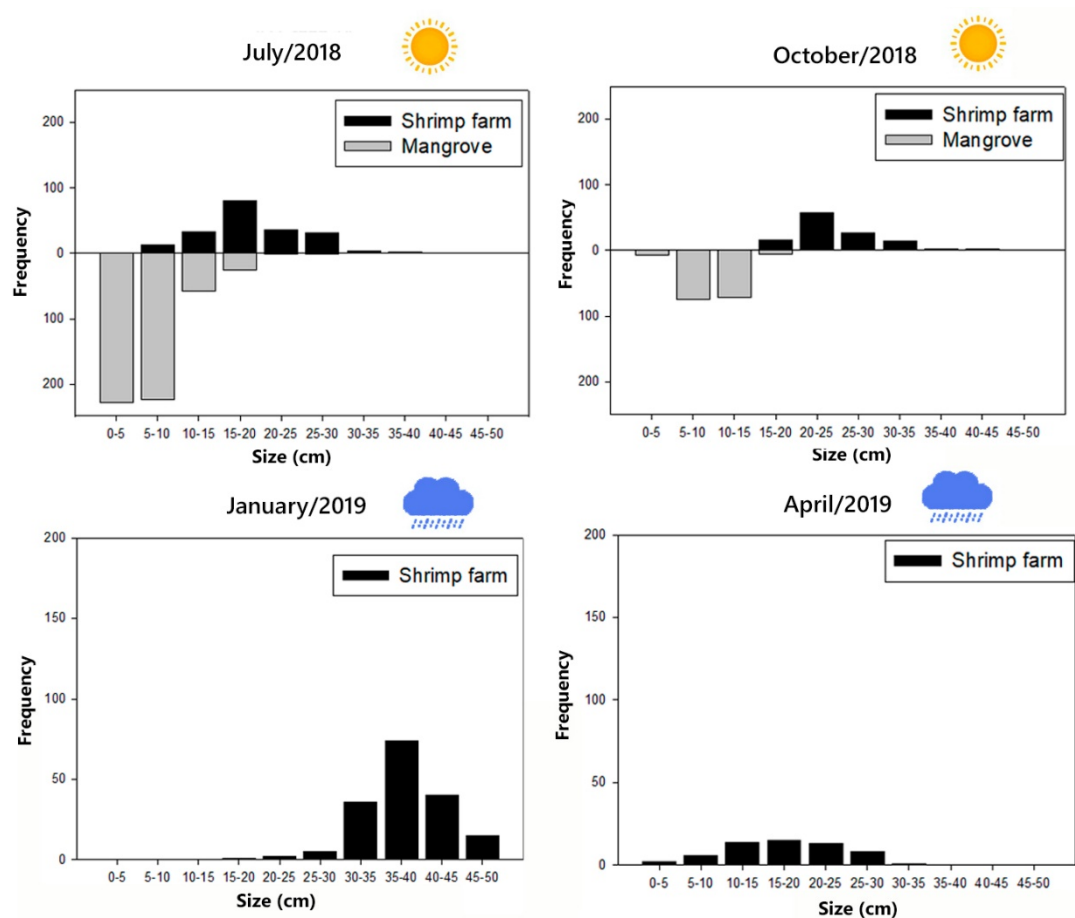 July/2018
200
100
0
100
200
Frequency
Shrimp farm
Mangrove
0-5 5-10 10-15 15-20 20-25 25-30 30-35 35-40 40-45 45-50
Size (cm)
October/2018
200
100
0
100
200
Frequency
Shrimp farm
Mangrove
0-5 5-10 10-15 15-20 20-25 25-30 30-35 35-40 40-45 45-50
Size (cm)
January/2019
200
150
100
50
0
Frequency
Shrimp farm
0-5 5-10 10-15 15-20 20-25 25-30 30-35 35-40 40-45 45-50
Size (cm)
April/2019
200
150
100
50
0
Frequency
Shrimp farm
0-5 5-10 10-15 15-20 20-25 25-30 30-35 35-40 40-45 45-50
Size (cm)